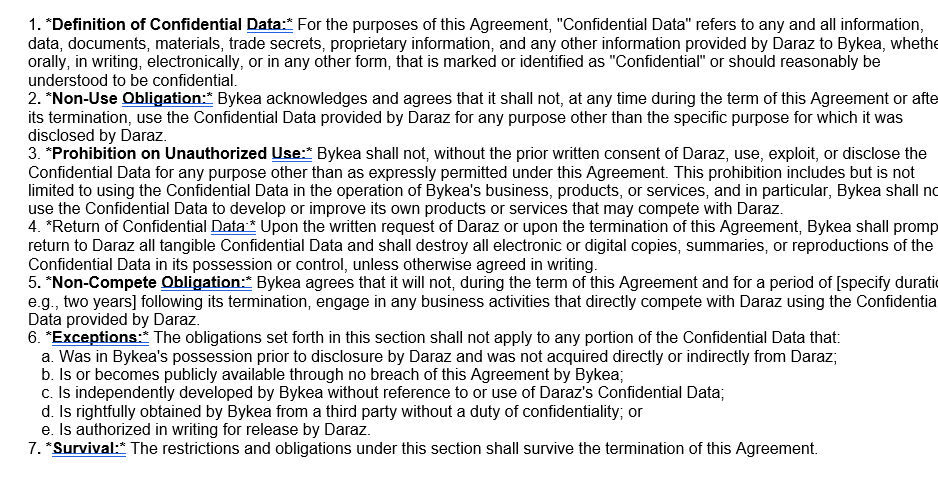 1. *Definition of Confidential Data:* For the purposes of this Agreement, "Confidential Data" refers to any and all information,
data, documents, materials, trade secrets, proprietary information, and any other information provided by Daraz to Bykea, whethe
orally, in writing, electronically, or in any other form, that is marked or identified as "Confidential" or should reasonably be
understood to be confidential.
2. *Non-Use Obligation:* Bykea acknowledges and agrees that it shall not, at any time during the term of this Agreement or afte
its termination, use the Confidential Data provided by Daraz for any purpose other than the specific purpose for which it was
disclosed by Daraz.
3. *Prohibition on Unauthorized Use:* Bykea shall not, without the prior written consent of Daraz, use, exploit, or disclose the
Confidential Data for any purpose other than as expressly permitted under this Agreement. This prohibition includes but is not
limited to using the Confidential Data in the operation of Bykea's business, products, or services, and in particular, Bykea shall no
use the Confidential Data to develop or improve its own products or services that may compete with Daraz.
4. *Return of Confidential Data:* Upon the written request of Daraz or upon the termination of this Agreement, Bykea shall promp
return to Daraz all tangible Confidential Data and shall destroy all electronic or digital copies, summaries, or reproductions of the
Confidential Data in its possession or control, unless otherwise agreed in writing.
5. *Non-Compete Obligation:* Bykea agrees that it will not, during the term of this Agreement and for a period of [specify duratio
e.g., two years] following its termination, engage in any business activities that directly compete with Daraz using the Confidentia
Data provided by Daraz.
6. *Exceptions:* The obligations set forth in this section shall not apply to any portion of the Confidential Data that:
a. Was in Bykea's possession prior to disclosure by Daraz and was not acquired directly or indirectly from Daraz;
b. Is or becomes publicly available through no breach of this Agreement by Bykea;
c. Is independently developed by Bykea without reference to or use of Daraz's Confidential Data;
d. Is rightfully obtained by Bykea from a third party without a duty of confidentiality; or
e. Is authorized in writing for release by Daraz.
7. *Survival:* The restrictions and obligations under this section shall survive the termination of this Agreement.